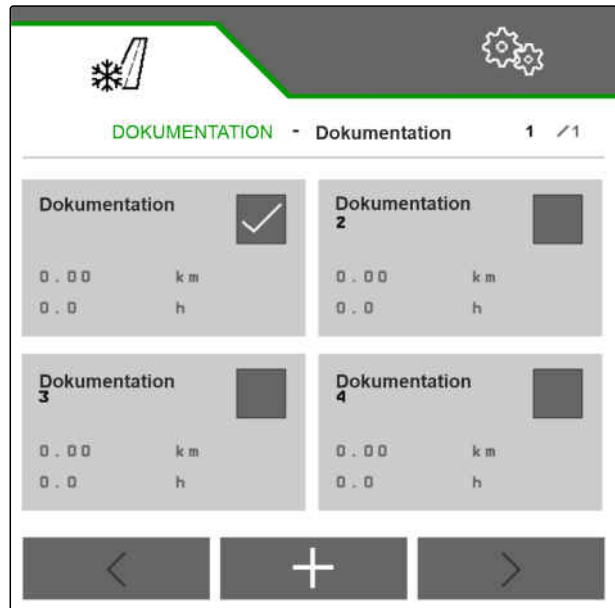 DOKUMENTATION - Dokumentation 1 /1
Dokumentation
0.00 km
0.0 h
Dokumentation
2
0.00 km
0.0 h
Dokumentation
3
0.00 km
0.0 h
Dokumentation
4
0.00 km
0.0 h